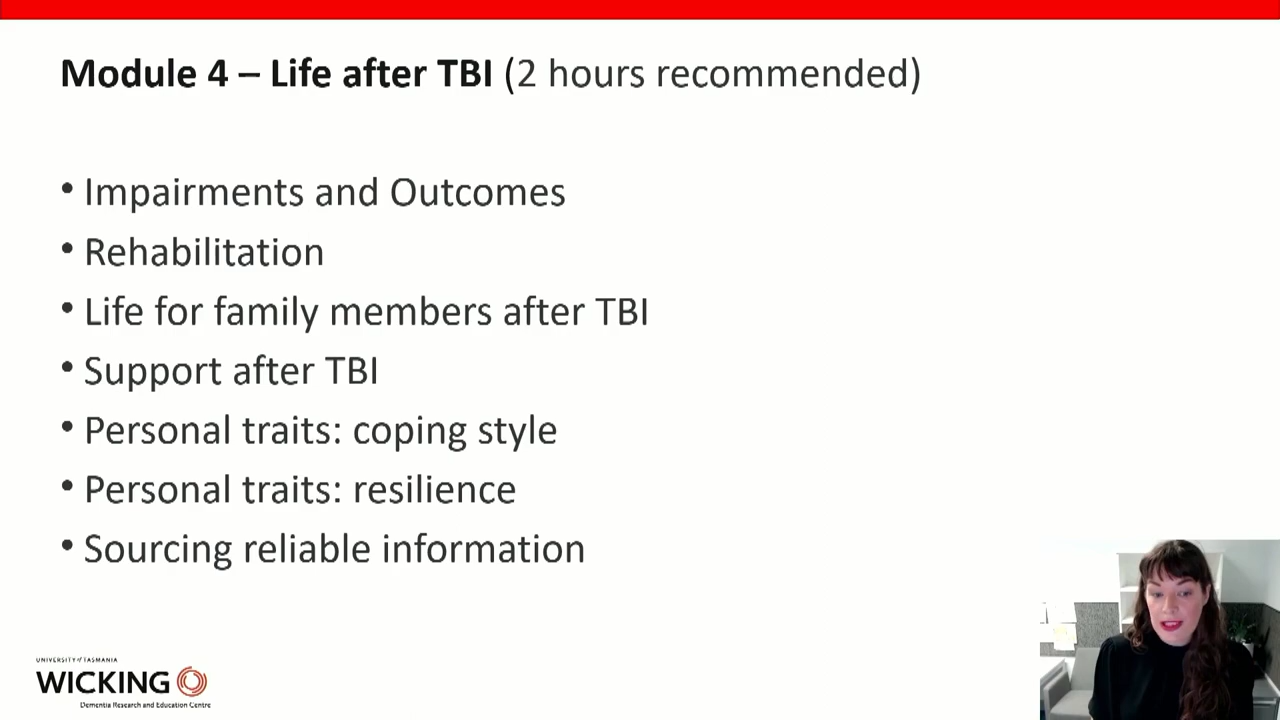 Module 4 – Life after TBI (2 hours recommended)
• Impairments and Outcomes
• Rehabilitation
• Life for family members after TBI
• Support after TBI
• Personal traits: coping style
• Personal traits: resilience
• Sourcing reliable information
UNIVERSITY of TASMANIA
WICKING
Dementia Research and Education Centre